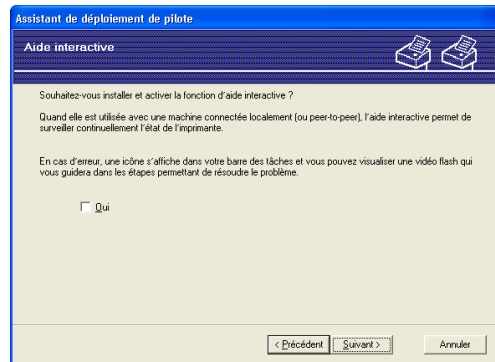 Assistant de déploiement de pilote
Aide interactive
Souhaitez-vous installer et activer la fonction d'aide interactive ?
Quand elle est utilisée avec une machine connectée localement (ou peer-to-peer), l'aide interactive permet de
surveiller continuellement l'état de l'imprimante.
En cas d'erreur, une icône s'affiche dans votre barre des tâches et vous pouvez visualiser une vidéo flash qui
vous guidera dans les étapes permettant de résoudre le problème.
Oui
< Précédent Suivant > Annuler